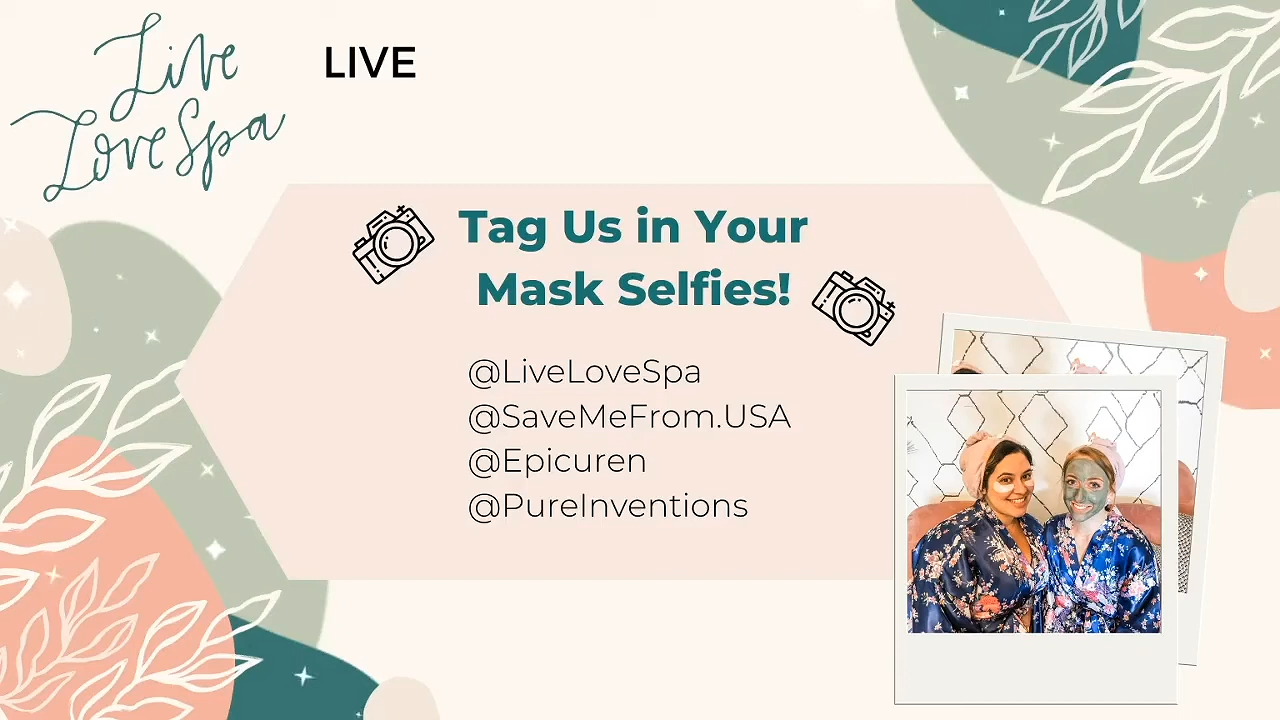 Live
Love Spa
LIVE
Tag Us in Your
Mask Selfies!
@LiveLoveSpa
@SaveMeFrom.USA
@Epicuren
@PureInventions